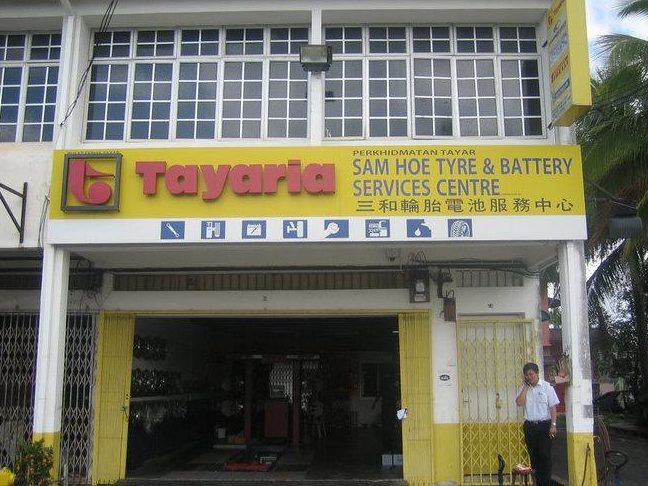 Tayaria
PERKHIDMATAN TAYAR
SAM HOE TYRE & BATTERY
SERVICES CENTRE
三和輪胎電池服務中心